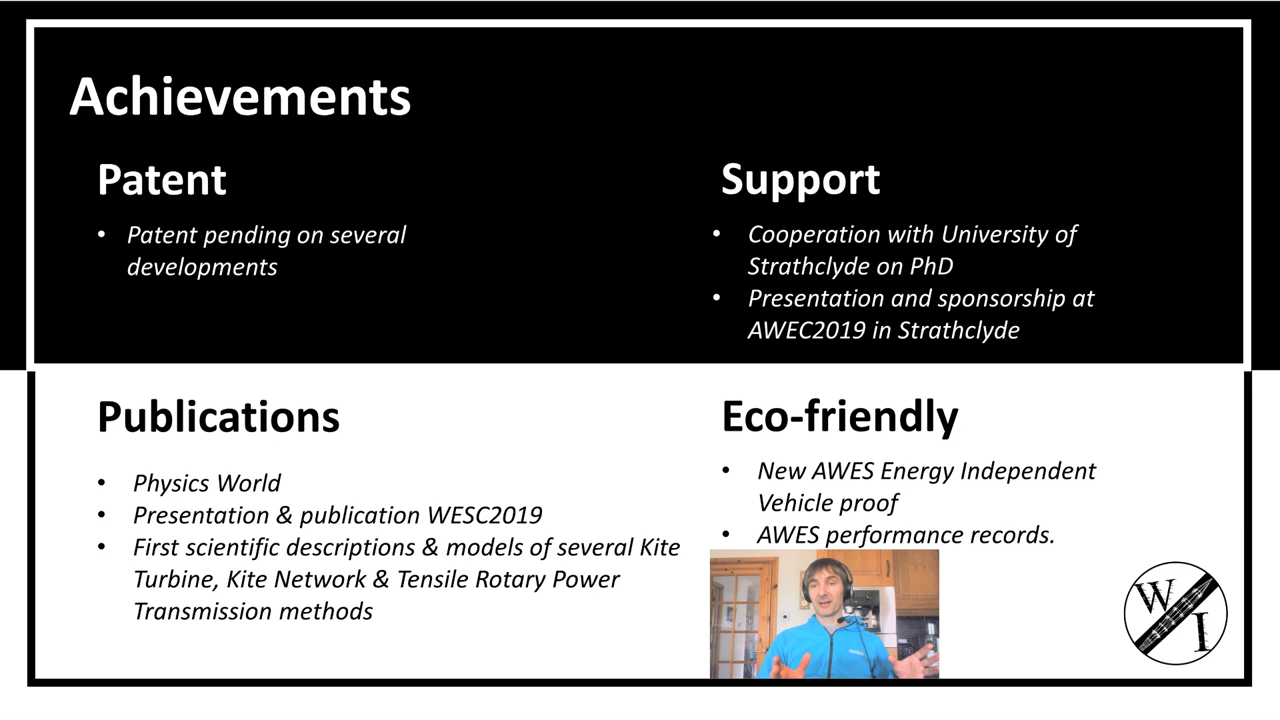 Achievements
Patent
• Patent pending on several
developments
Support
• Cooperation with University of
Strathclyde on PhD
• Presentation and sponsorship at
AWEC2019 in Strathclyde
Publications
• Physics World
• Presentation & publication WESC2019
• First scientific descriptions & models of several Kite
Turbine, Kite Network & Tensile Rotary Power
Transmission methods
Eco-friendly
• New AWES Energy Independent
Vehicle proof
• AWES performance records.
W
I